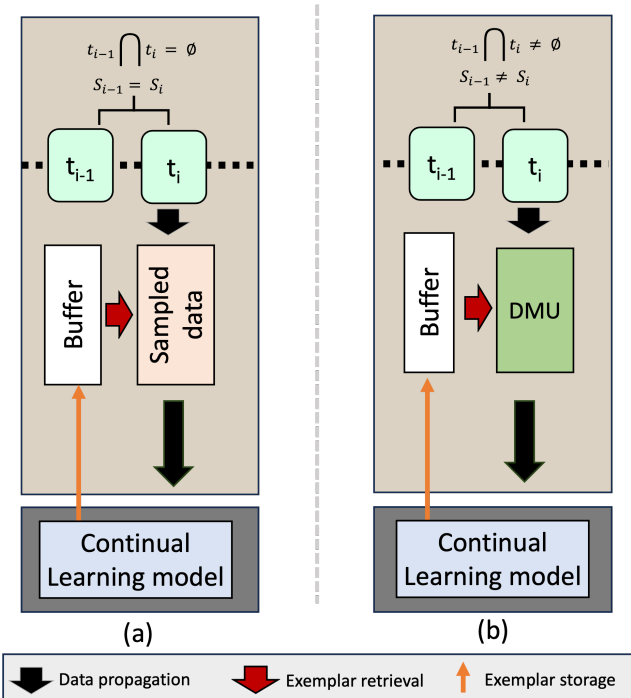 t_{i-1} ⋂ t_i = ∅
S_{i-1} = S_i
t_{i-1}
t_i
Buffer
Sampled
data
Continual
Learning model
(a)
t_{i-1} ⋂ t_i ≠ ∅
S_{i-1} ≠ S_i
t_{i-1}
t_i
Buffer
DMU
Continual
Learning model
(b)
Data propagation
Exemplar retrieval
Exemplar storage